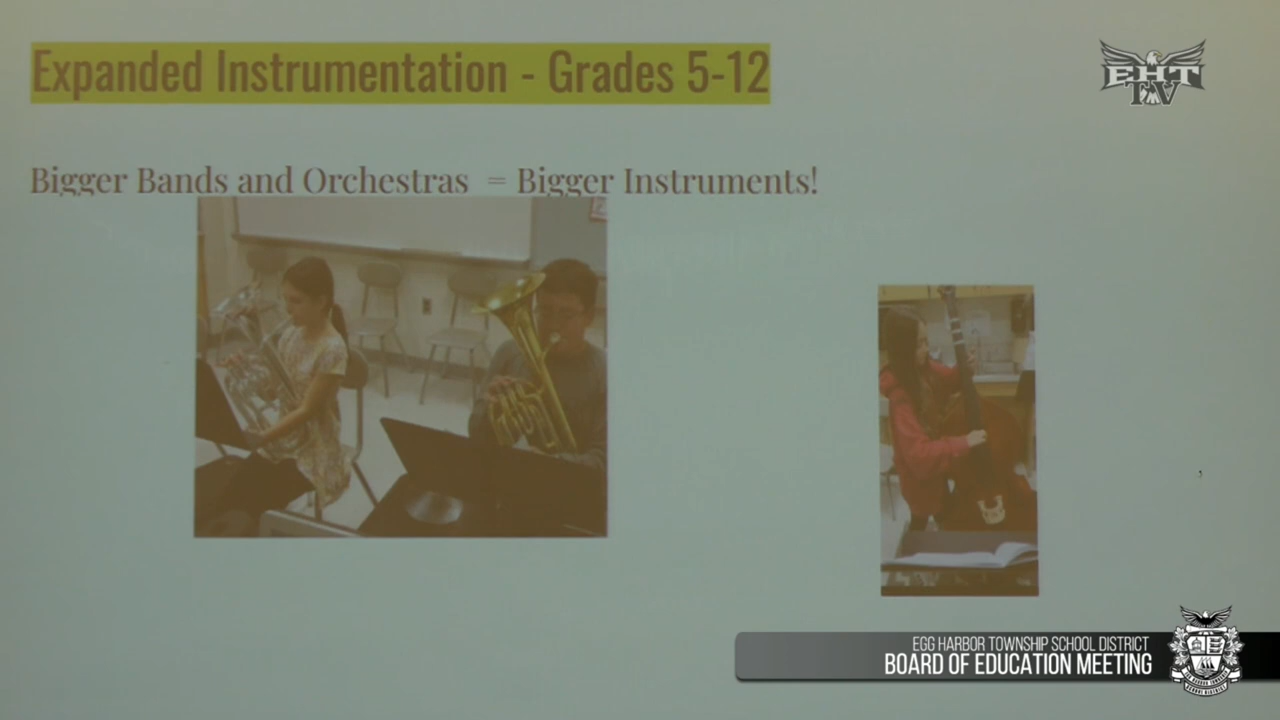 Expanded Instrumentation - Grades 5-12
EHT
TV
Bigger Bands and Orchestras = Bigger Instruments!
EGG HARBOR TOWNSHIP SCHOOL DISTRICT
BOARD OF EDUCATION MEETING